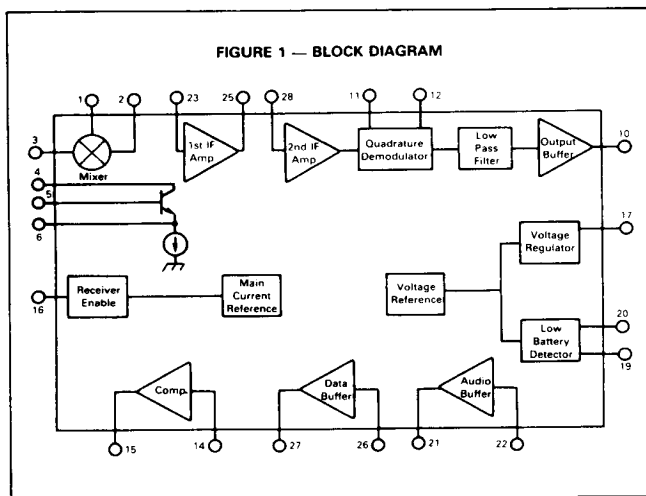 FIGURE 1 — BLOCK DIAGRAM
1
2
23
25
28
11
12
3
Mixer
1st IF
Amp
2nd IF
Amp
Quadrature
Demodulator
Low
Pass
Filter
Output
Buffer
10
4
5
6
Voltage
Regulator
17
16
Receiver
Enable
Main
Current
Reference
Voltage
Reference
Low
Battery
Detector
20
19
Comp.
Data
Buffer
Audio
Buffer
15
14
27
26
21
22